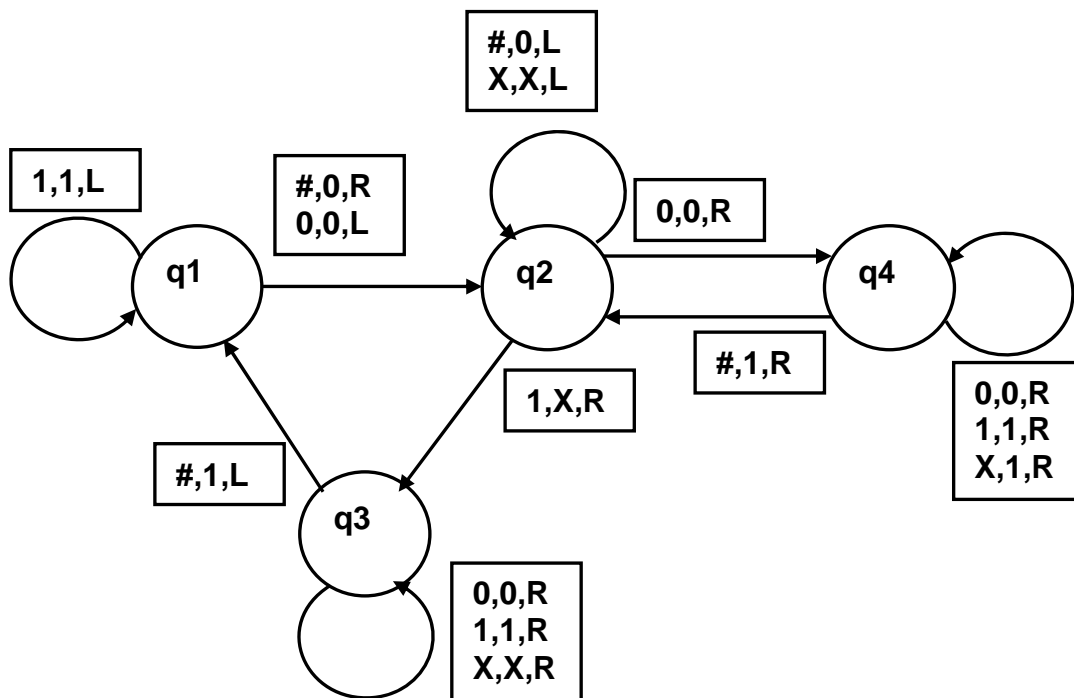 #,0,L
X,X,L
1,1,L
#,0,R
0,0,L
0,0,R
q1
q2
q4
#,1,R
1,X,R
0,0,R
1,1,R
X,1,R
#,1,L
q3
0,0,R
1,1,R
X,X,R